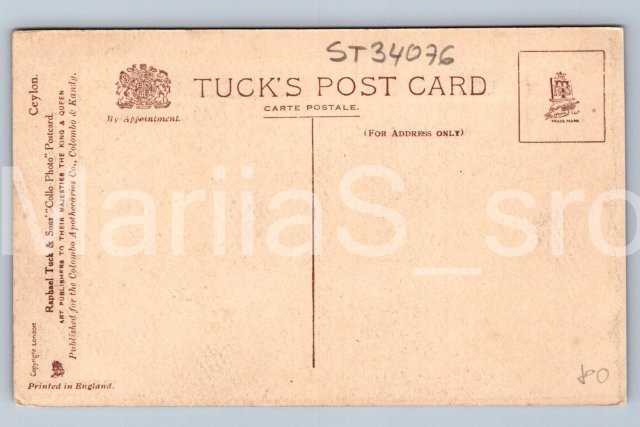 ST34076
TUCK'S POST CARD
CARTE POSTALE.
By Appointment.
(FOR ADDRESS ONLY)
TRADE MARK
Ceylon.
Raphael Tuck & Sons' "Collo Photo" Postcard.
ART PUBLISHERS TO THEIR MAJESTIES THE KING & QUEEN
Published for the Colombo Apothecaries Co., Colombo & Kandy.
Copyright London
Printed in England.
MariiaS_sro
80